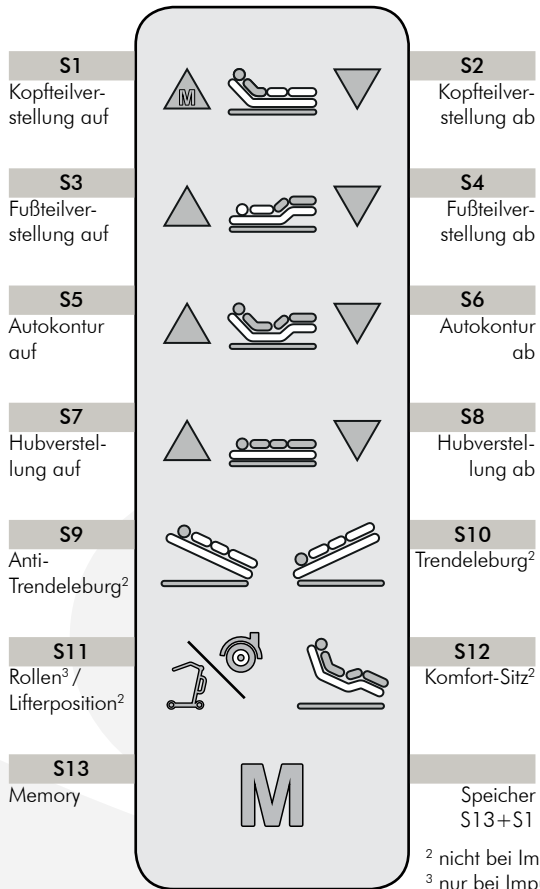 S1
Kopfteilver-
stellung auf
M
S2
Kopfteilver-
stellung ab
S3
Fußteilver-
stellung auf
S4
Fußteilver-
stellung ab
S5
Autokontur
auf
S6
Autokontur
ab
S7
Hubverstel-
lung auf
S8
Hubverstel-
lung ab
S9
Anti-
Trendeleburg²
S10
Trendeleburg²
S11
Rollen³/
Lifterposition²
S12
Komfort-Sitz²
S13
Memory
M
Speicher
S13+S1
² nicht bei
³ nur bei